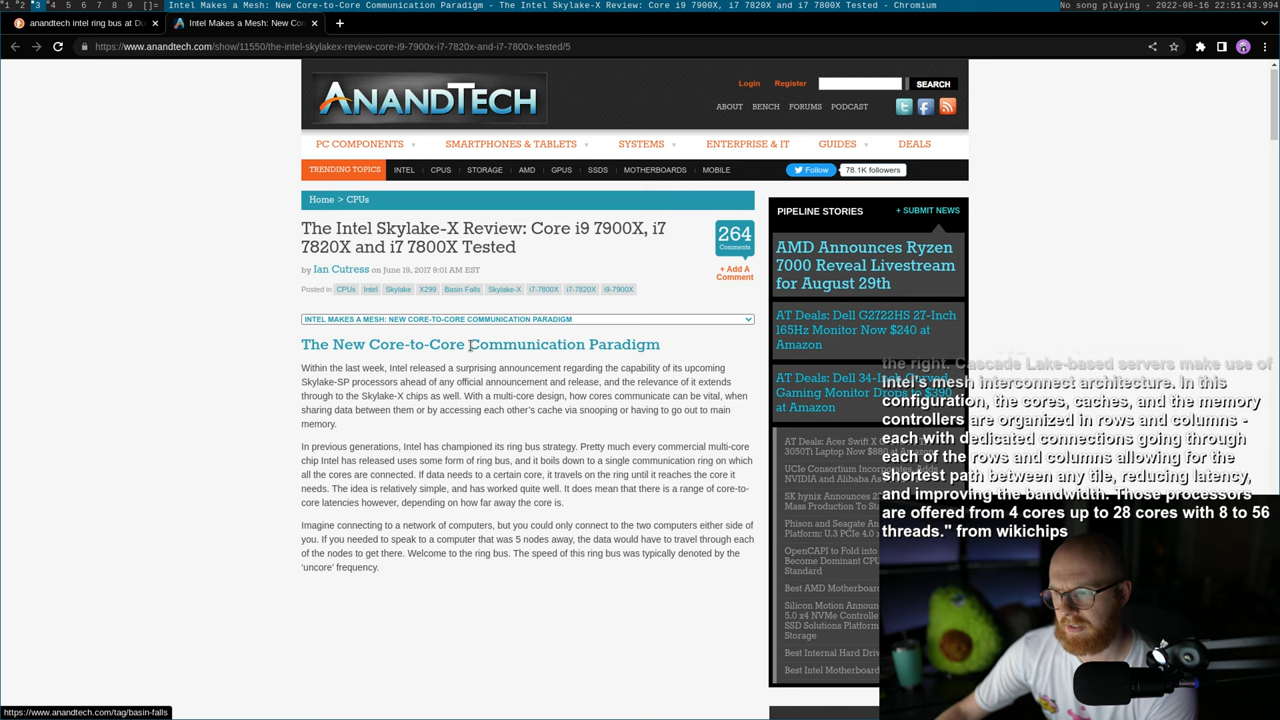 1 2 3 4 5 6 7 8 9 []= Intel Makes a Mesh: New Core-to-Core Communication Paradigm - The Intel Skylake-X Review: Core i9 7900X, i7 7820X and i7 7800X Tested - Chromium No song playing - 2022-08-16 22:51:43.994
anandtech intel ring bus at Du
Intel Makes a Mesh: New Co
https://www.anandtech.com/show/11550/the-intel-skylakex-review-core-i9-7900x-i7-7820x-and-i7-7800x-tested/5
ANANDTECH
Login Register SEARCH
ABOUT BENCH FORUMS PODCAST
PC COMPONENTS SMARTPHONES & TABLETS SYSTEMS ENTERPRISE & IT GUIDES DEALS
TRENDING TOPICS INTEL CPUS STORAGE AMD GPUS SSDS MOTHERBOARDS MOBILE Follow 78.1K followers
Home > CPUs
The Intel Skylake-X Review: Core i9 7900X, i7
7820X and i7 7800X Tested
264
Comments
+ Add A
Comment
by Ian Cutress on June 19, 2017 9:01 AM EST
Posted in CPUs Intel Skylake X299 Basin Falls Skylake-X i7-7800X i7-7820X i9-7900X
INTEL MAKES A MESH: NEW CORE-TO-CORE COMMUNICATION PARADIGM
The New Core-to-Core Communication Paradigm
Within the last week, Intel released a surprising announcement regarding the capability of its upcoming
Skylake-SP processors ahead of any official announcement and release, and the relevance of it extends
through to the Skylake-X chips as well. With a multi-core design, how cores communicate can be vital, when
sharing data between them or by accessing each other's cache via snooping or having to go out to main
memory.
In previous generations, Intel has championed its ring bus strategy. Pretty much every commercial multi-core
chip Intel has released uses some form of ring bus, and it boils down to a single communication ring on which
all the cores are connected. If data needs to a certain core, it travels on the ring until it reaches the core it
needs. The idea is relatively simple, and has worked quite well. It does mean that there is a range of core-to-
core latencies however, depending on how far away the core is.
Imagine connecting to a network of computers, but you could only connect to the two computers either side of
you. If you needed to speak to a computer that was 5 nodes away, the data would have to travel through each
of the nodes to get there. Welcome to the ring bus. The speed of this ring bus was typically denoted by the
'uncore' frequency.
PIPELINE STORIES + SUBMIT NEWS
AMD Announces Ryzen
7000 Reveal Livestream
for August 29th
AT Deals: Dell G2722HS 27-Inch
165Hz Monitor Now $240 at
Amazon
AT Deals: Dell 34-Inch Curved
Gaming Monitor Drops to $390
at Amazon
AT Deals: Acer Swift X
3050Ti Laptop Now $880
UCIe Consortium Incorporates, Adds
NVIDIA and Alibaba As
SK hynix Announces 23
Mass Production To Sta
Phison and Seagate An
Platform: U.3 PCIe 4.0
OpenCAPI to Fold into
Become Dominant CPU
Standard
Best AMD Motherboard
Silicon Motion Announ
5.0 x4 NVMe Controlle
SSD Solutions Platform
Storage
Best Internal Hard Driv
Best Intel Motherboard
the right. Cascade Lake-based servers make use of
Intel's mesh interconnect architecture. In this
configuration, the cores, caches, and the memory
controllers are organized in rows and columns -
each with dedicated connections going through
each of the rows and columns allowing for the
shortest path between any tile, reducing latency,
and improving the bandwidth. Those processors
are offered from 4 cores up to 28 cores with 8 to 56
threads." from wikichips
https://www.anandtech.com/tag/basin-falls